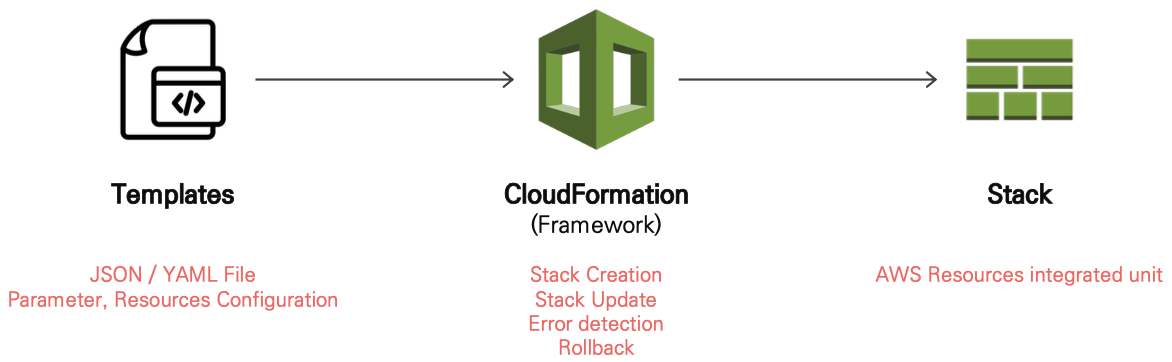 </>
Templates
JSON / YAML File
Parameter, Resources Configuration
CloudFormation
(Framework)
Stack Creation
Stack Update
Error detection
Rollback
Stack
AWS Resources integrated unit